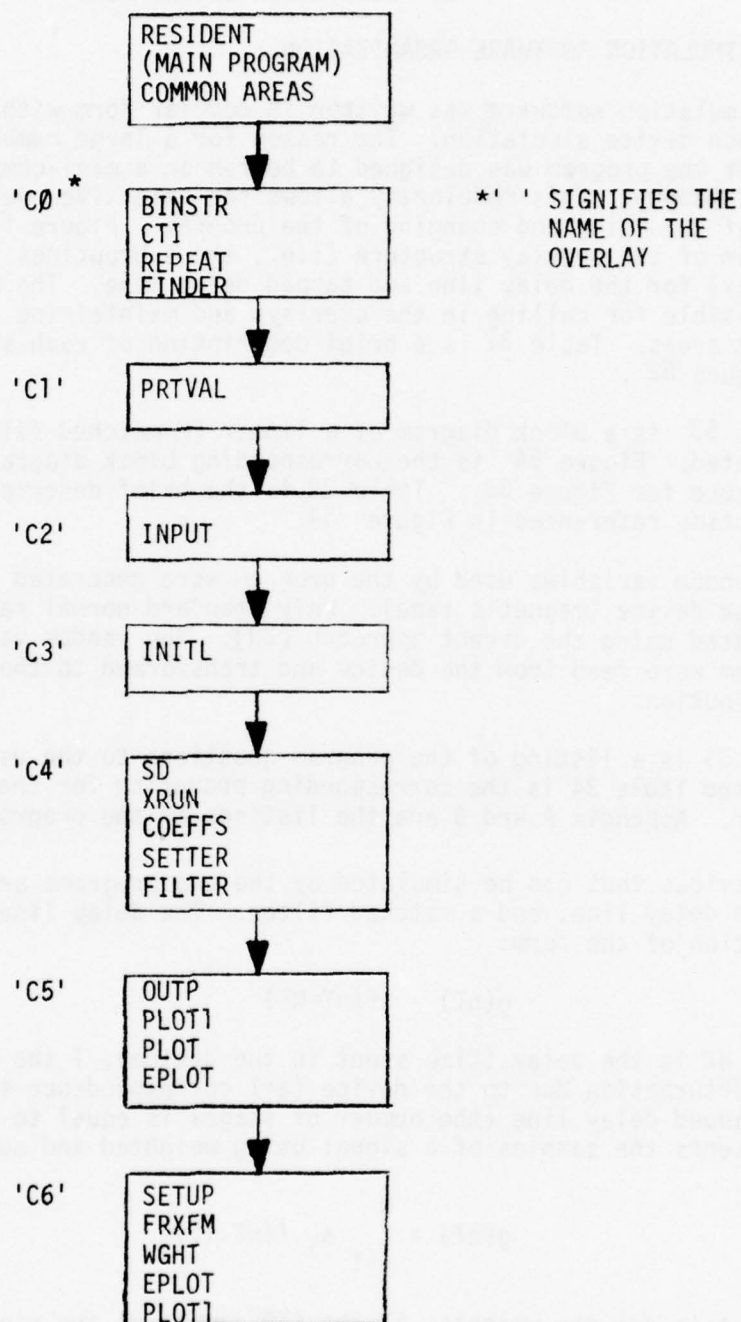 RESIDENT
(MAIN PROGRAM)
COMMON AREAS
'CØ'*
BINSTR
CTI
REPEAT
FINDER
*' ' SIGNIFIES THE
NAME OF THE
OVERLAY
'C1'
PRTVAL
'C2'
INPUT
'C3'
INITL
'C4'
SD
XRUN
COEFFS
SETTER
FILTER
'C5'
OUTP
PLOT1
PLOT
EPLOT
'C6'
SETUP
FRXFM
WGHT
EPLOT
PLOT1